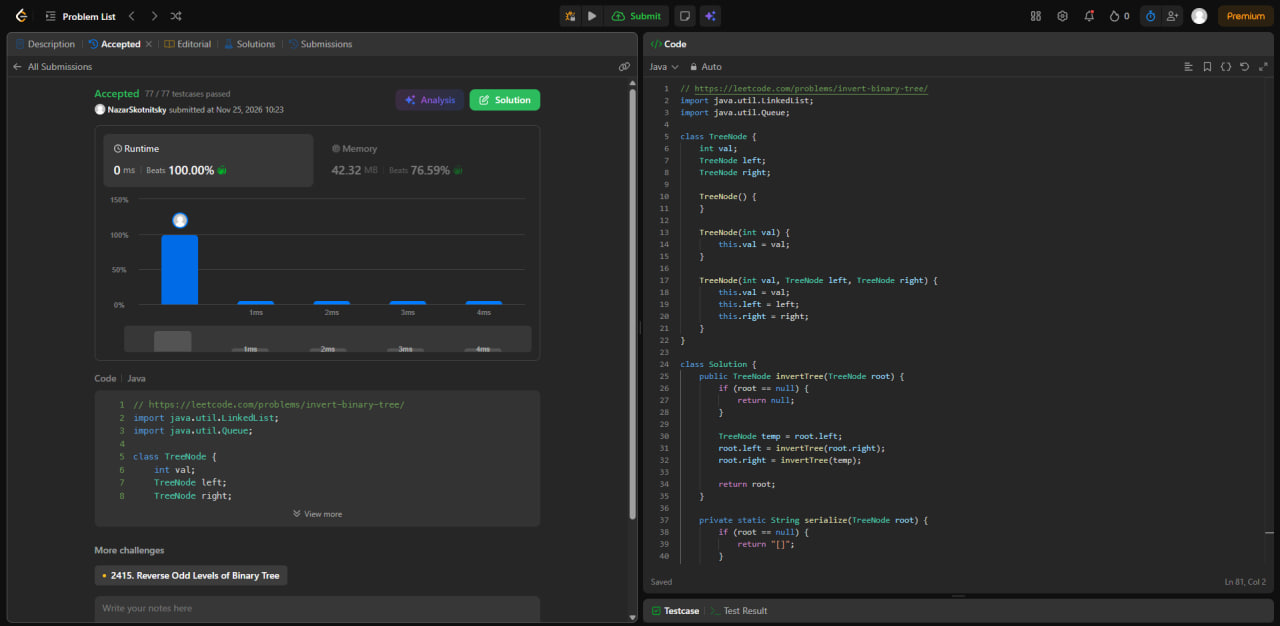 Problem List
Submit
0
Premium
Description
Accepted
Editorial
Solutions
Submissions
All Submissions
Accepted 77 / 77 testcases passed
NazarSkotnitsky submitted at Nov 25, 2026 10:23
Analysis
Solution
Runtime
0 ms Beats 100.00%
Memory
42.32 MB Beats 76.59%
150%
100%
50%
0%
1ms 2ms 3ms 4ms
1ms 2ms 3ms 4ms
Code Java
1 // https://leetcode.com/problems/invert-binary-tree/
2 import java.util.LinkedList;
3 import java.util.Queue;
4
5 class TreeNode {
6 int val;
7 TreeNode left;
8 TreeNode right;
View more
More challenges
2415. Reverse Odd Levels of Binary Tree
Write your notes here
</> Code
Java Auto
1 // https://leetcode.com/problems/invert-binary-tree/
2 import java.util.LinkedList;
3 import java.util.Queue;
4
5 class TreeNode {
6 int val;
7 TreeNode left;
8 TreeNode right;
9
10 TreeNode() {
11 }
12
13 TreeNode(int val) {
14 this.val = val;
15 }
16
17 TreeNode(int val, TreeNode left, TreeNode right) {
18 this.val = val;
19 this.left = left;
20 this.right = right;
21 }
22 }
23
24 class Solution {
25 public TreeNode invertTree(TreeNode root) {
26 if (root == null) {
27 return null;
28 }
29
30 TreeNode temp = root.left;
31 root.left = invertTree(root.right);
32 root.right = invertTree(temp);
33
34 return root;
35 }
36
37 private static String serialize(TreeNode root) {
38 if (root == null) {
39 return "[]";
40 }
Saved
Ln 81, Col 2
Testcase
>_ Test Result